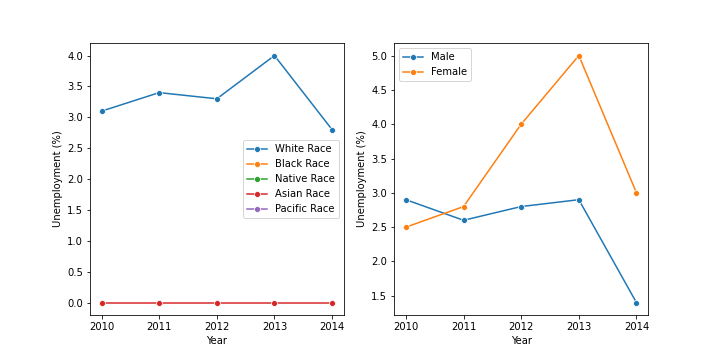 4.0
3.5
3.0
2.5
2.0
1.5
1.0
0.5
0.0
Unemployment (%)
White Race
Black Race
Native Race
Asian Race
Pacific Race
2010 2011 2012 2013 2014
Year
5.0
4.5
4.0
3.5
3.0
2.5
2.0
1.5
Unemployment (%)
Male
Female
2010 2011 2012 2013 2014
Year